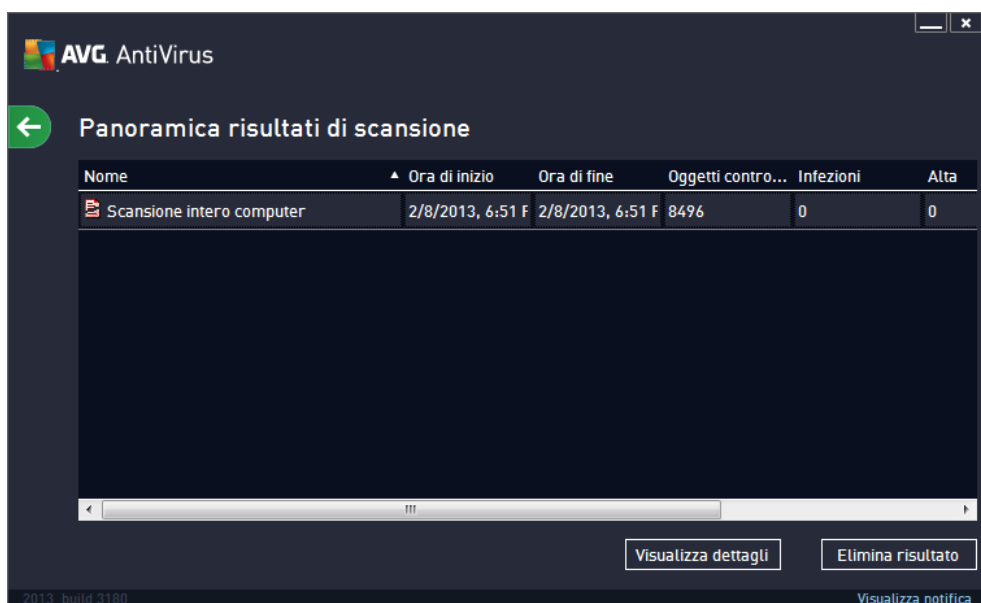 AVG. AntiVirus
Panoramica risultati di scansione
Nome Ora di inizio Ora di fine Oggetti contro... Infezioni Alta
Scansione intero computer 2/8/2013, 6:51 F 2/8/2013, 6:51 F 8496 0 0
Visualizza dettagli Elimina risultato
2013 build 3180 Visualizza notifica